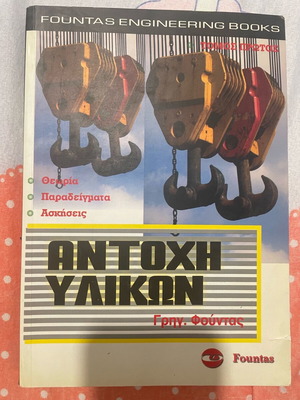 FOUNTAS ENGINEERING BOOKS
ΤΟΜΟΣ ΠΡΩΤΟΣ
Θεωρία
Παραδείγματα
Ασκήσεις
ΑΝΤΟΧΗ
ΥΛΙΚΩΝ
Γρηγ. Φούντας
Fountas